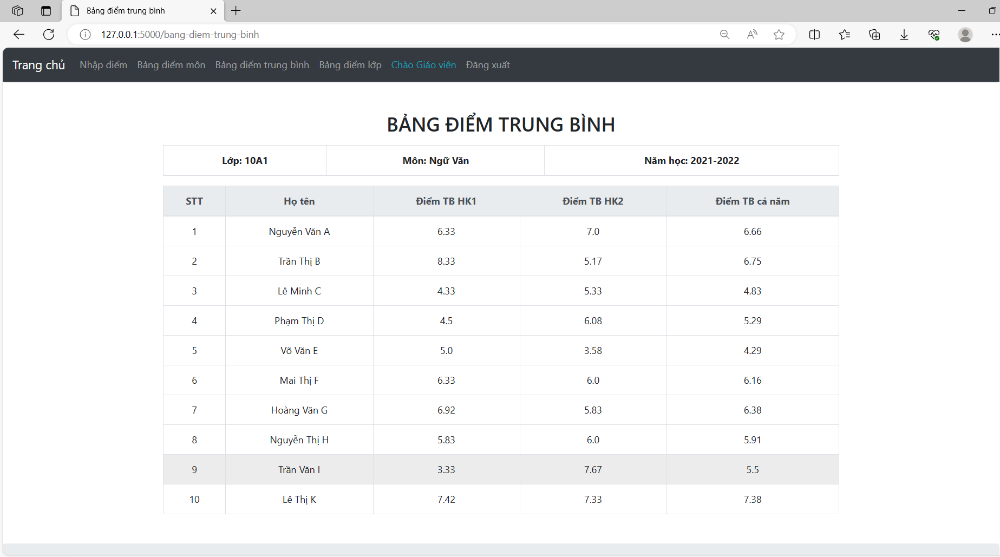 Bảng điểm trung bình
127.0.0.1:5000/bang-diem-trung-binh
Trang chủ Nhập điểm Bảng điểm môn Bảng điểm trung bình Bảng điểm lớp Chào Giáo viên Đăng xuất
BẢNG ĐIỂM TRUNG BÌNH
Lớp: 10A1 Môn: Ngữ Văn Năm học: 2021-2022
STT Họ tên Điểm TB HK1 Điểm TB HK2 Điểm TB cả năm
1 Nguyễn Văn A 6.33 7.0 6.66
2 Trần Thị B 8.33 5.17 6.75
3 Lê Minh C 4.33 5.33 4.83
4 Phạm Thị D 4.5 6.08 5.29
5 Võ Văn E 5.0 3.58 4.29
6 Mai Thị F 6.33 6.0 6.16
7 Hoàng Văn G 6.92 5.83 6.38
8 Nguyễn Thị H 5.83 6.0 5.91
9 Trần Văn I 3.33 7.67 5.5
10 Lê Thị K 7.42 7.33 7.38